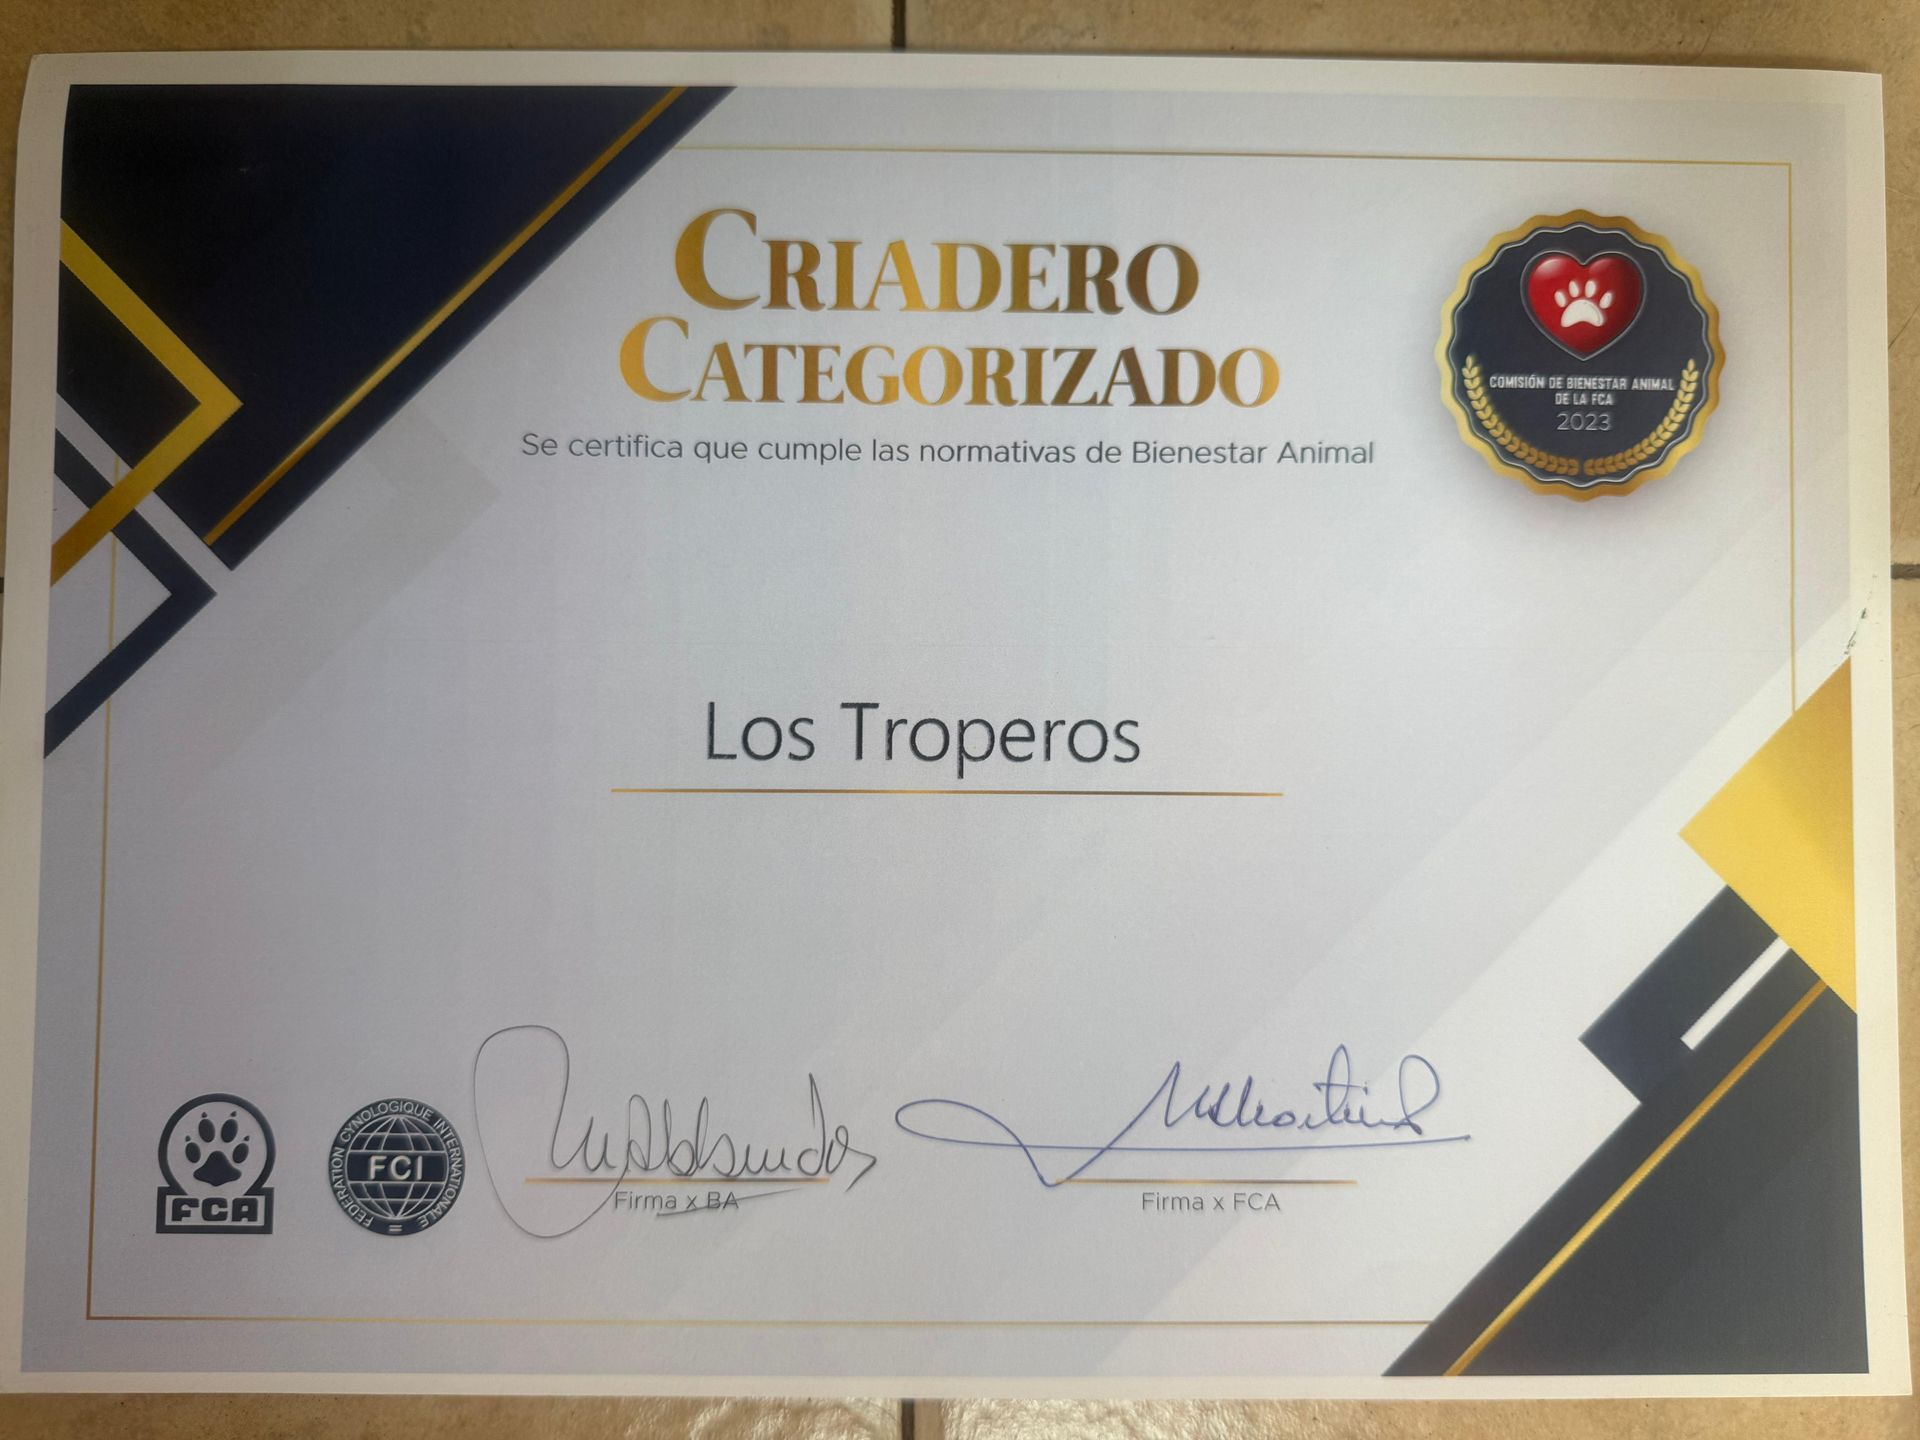 CRIADERO
CATEGORIZADO
Se certifica que cumple las normativas de Bienestar Animal
COMISIÓN DE BIENESTAR ANIMAL
DE LA FCA
2023
Los Troperos
FCA
FEDERATION CYNOLOGIQUE INTERNATIONALE
FCI
Firma x BA
Firma x FCA